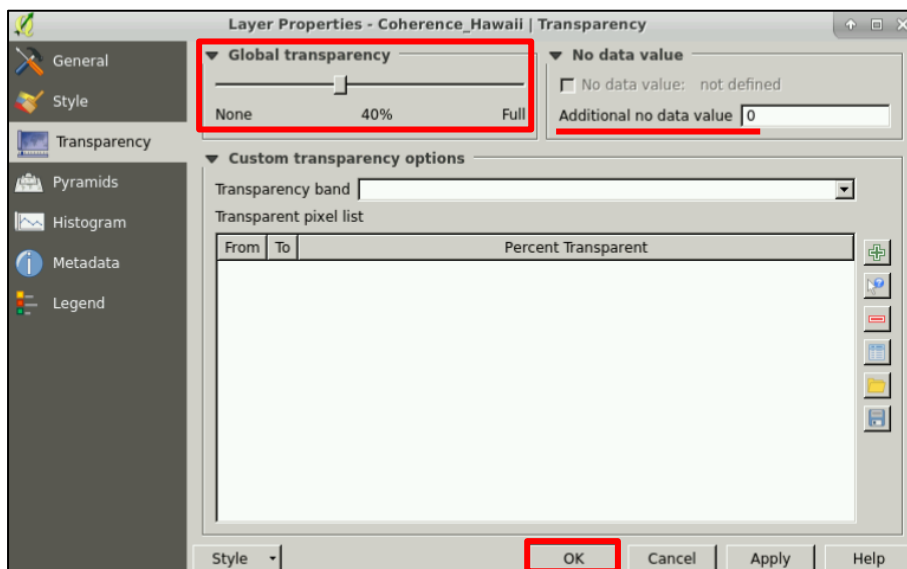 Layer Properties - Coherence_Hawaii | Transparency
General
Style
Transparency
Pyramids
Histogram
Metadata
Legend
Global transparency
None 40% Full
No data value
No data value: not defined
Additional no data value 0
Custom transparency options
Transparency band
Transparent pixel list
From To Percent Transparent
Style OK Cancel Apply Help